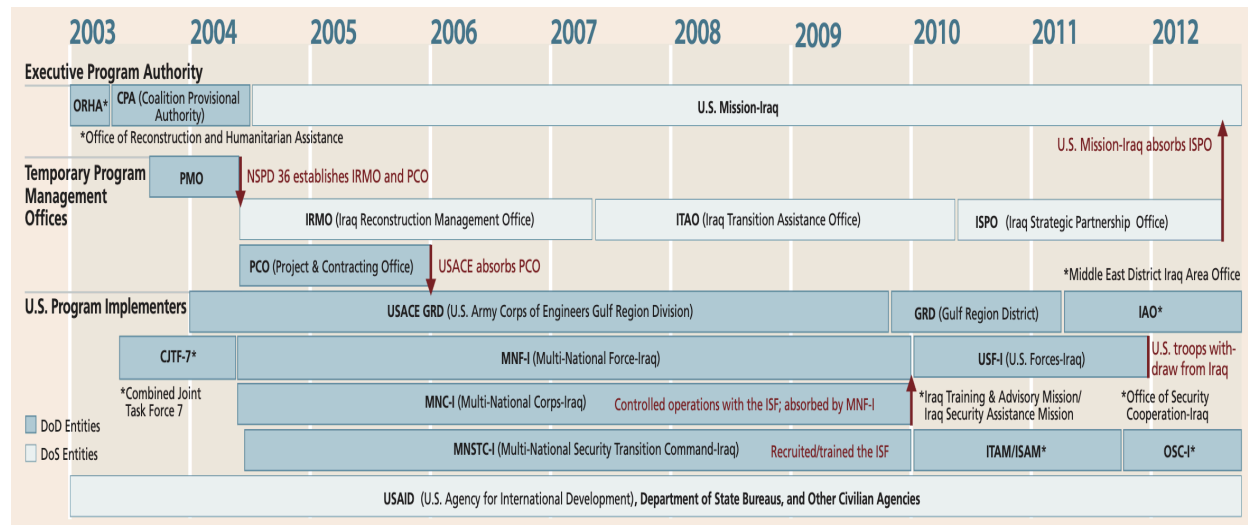 2003 2004 2005 2006 2007 2008 2009 2010 2011 2012
Executive Program Authority
ORHA*
CPA (Coalition Provisional
Authority)
U.S. Mission-Iraq
*Office of Reconstruction and Humanitarian Assistance
U.S. Mission-Iraq absorbs ISPO
Temporary Program
Management
Offices
PMO
NSPD 36 establishes IRMO and PCO
IRMO (Iraq Reconstruction Management Office)
ITAO (Iraq Transition Assistance Office)
ISPO (Iraq Strategic Partnership Office)
PCO (Project & Contracting Office)
USACE absorbs PCO
*Middle East District Iraq Area Office
U.S. Program Implementers
USACE GRD (U.S. Army Corps of Engineers Gulf Region Division)
GRD (Gulf Region District)
IAO*
CJTF-7*
MNF-I (Multi-National Force-Iraq)
USF-I (U.S. Forces-Iraq)
U.S. troops with-
draw from Iraq
*Combined Joint
Task Force 7
MNC-I (Multi-National Corps-Iraq)
Controlled operations with the ISF; absorbed by MNF-I
*Iraq Training & Advisory Mission/
Iraq Security Assistance Mission
*Office of Security
Cooperation-Iraq
DoD Entities
DoS Entities
MNSTC-I (Multi-National Security Transition Command-Iraq)
Recruited/trained the ISF
ITAM/ISAM*
OSC-I*
USAID (U.S. Agency for International Development), Department of State Bureaus, and Other Civilian Agencies